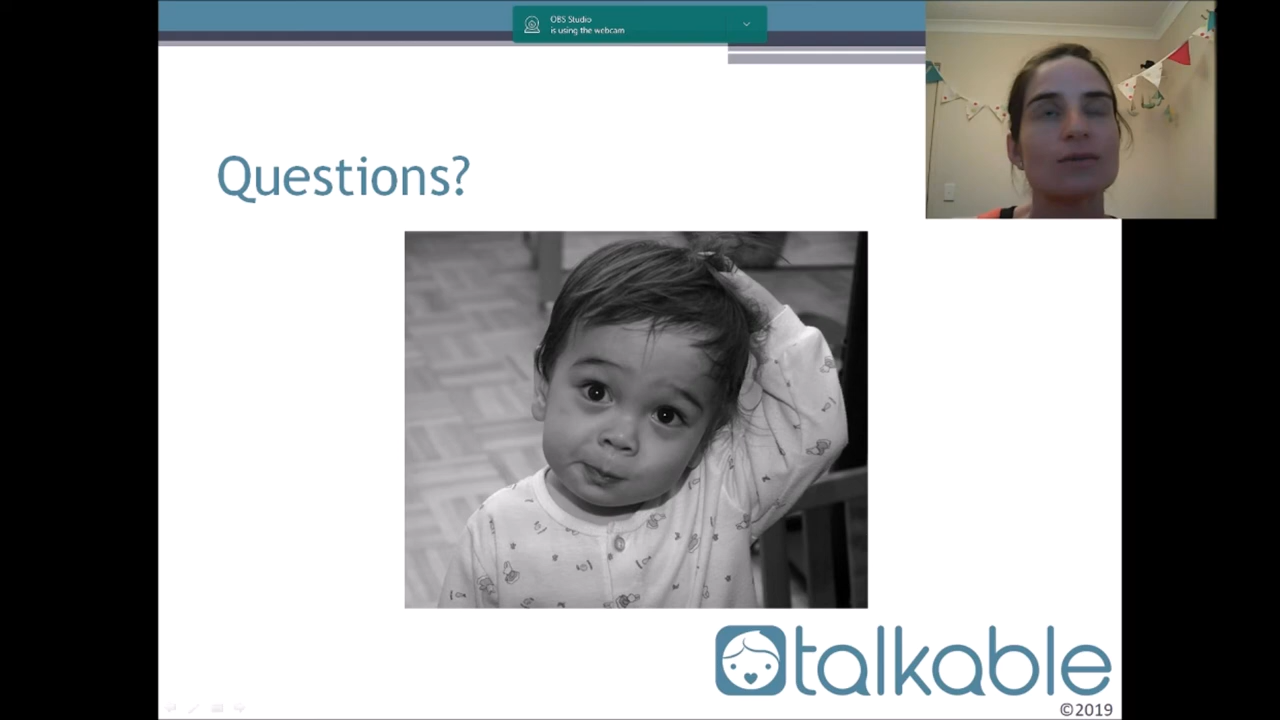 OBS Studio
is using the webcam
Questions?
talkable
©2019